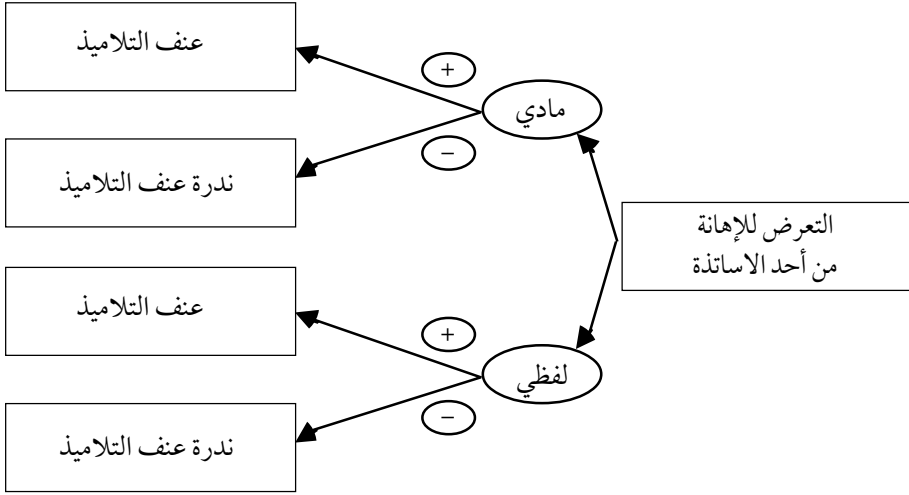 التعرض للإهانة
من أحد الاساتذة
مادي
+
عنف التلاميذ
−
ندرة عنف التلاميذ
لفظي
+
عنف التلاميذ
−
ندرة عنف التلاميذ